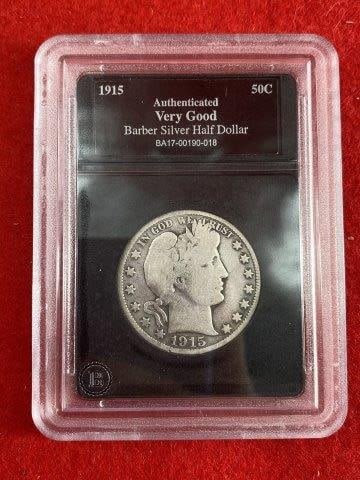 1915 50C
Authenticated
Very Good
Barber Silver Half Dollar
BA17-00190-018
IN GOD WE TRUST
1915